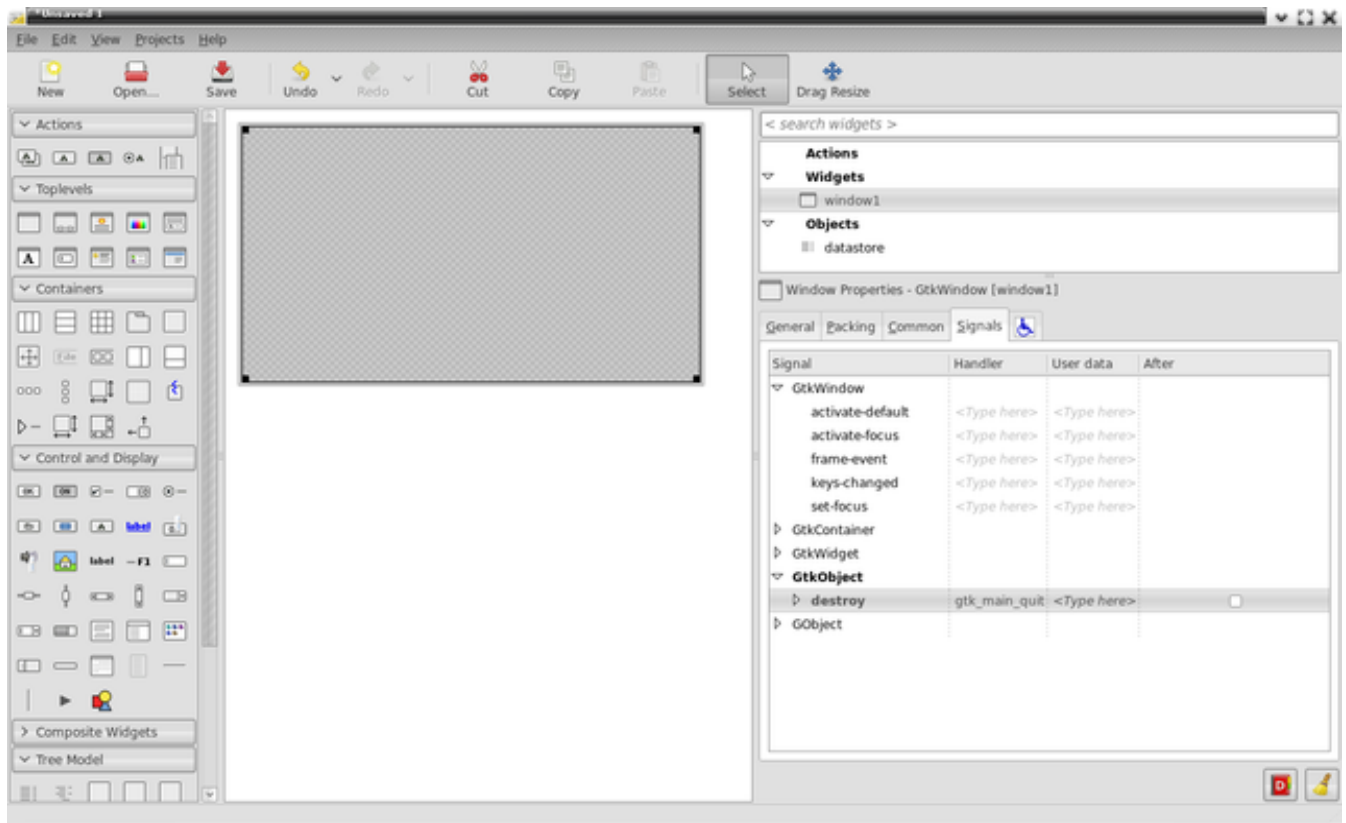 *Unsaved 1
File Edit View Projects Help
New Open... Save Undo Redo Cut Copy Paste Select Drag Resize
Actions
Toplevels
Containers
Control and Display
label
label
F1
Composite Widgets
Tree Model
< search widgets >
Actions
Widgets
window1
Objects
datastore
Window Properties - GtkWindow [window1]
General Packing Common Signals
Signal Handler User data After
GtkWindow
activate-default <Type here> <Type here>
activate-focus <Type here> <Type here>
frame-event <Type here> <Type here>
keys-changed <Type here> <Type here>
set-focus <Type here> <Type here>
GtkContainer
GtkWidget
GtkObject
destroy gtk_main_quit <Type here>
GObject